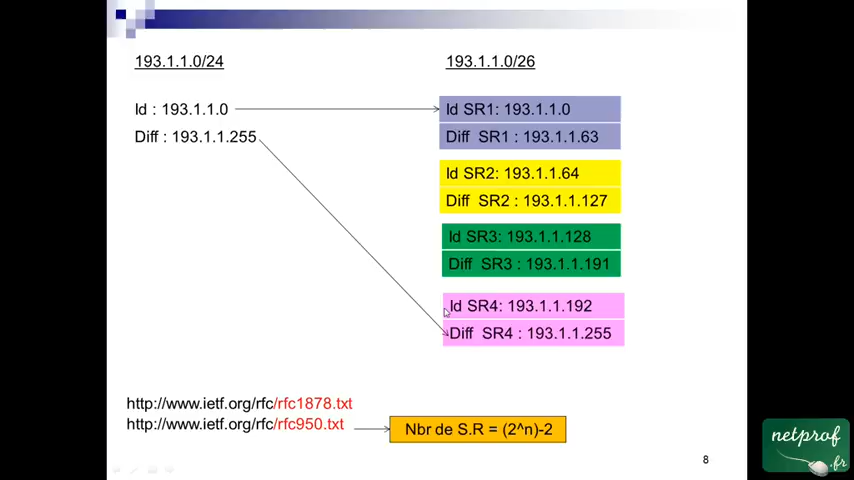 193.1.1.0/24
193.1.1.0/26
Id : 193.1.1.0
Diff : 193.1.1.255
Id SR1: 193.1.1.0
Diff SR1 : 193.1.1.63
Id SR2: 193.1.1.64
Diff SR2 : 193.1.1.127
Id SR3: 193.1.1.128
Diff SR3 : 193.1.1.191
Id SR4: 193.1.1.192
Diff SR4 : 193.1.1.255
http://www.ietf.org/rfc/rfc1878.txt
http://www.ietf.org/rfc/rfc950.txt
Nbr de S.R = (2^n)-2
8
netprof
.fr